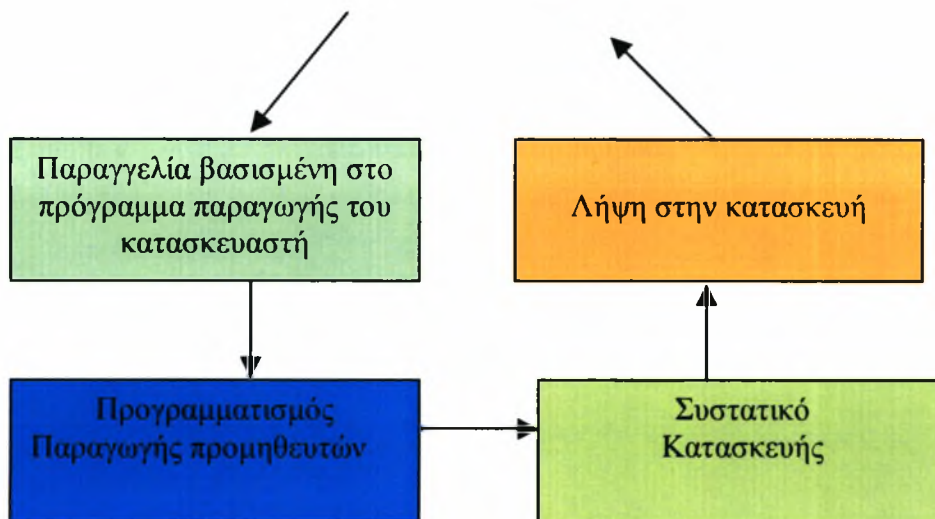 Παραγγελία βασισμένη στο
πρόγραμμα παραγωγής του
κατασκευαστή
Λήψη στην κατασκευή
Προγραμματισμός
Παραγωγής προμηθευτών
Συστατικό
Κατασκευής